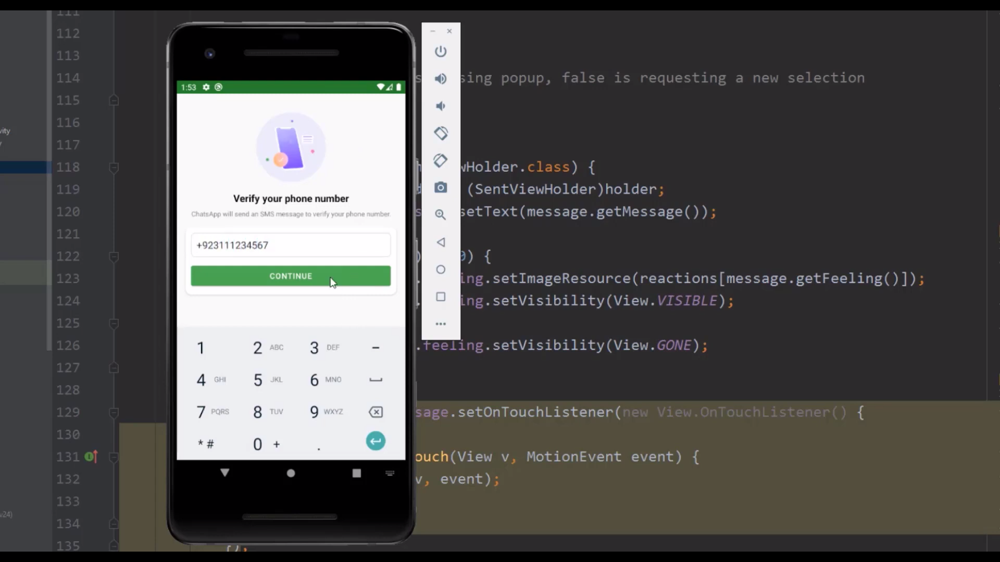 111
112
113
114 sing popup, false is requesting a new selection
115
116
117
118 wHolder.class) {
119 (SentViewHolder)holder;
120 setText(message.getMessage());
121
122 0) {
123 ing.setImageResource(reactions[message.getFeeling()]);
124 ing.setVisibility(View.VISIBLE);
125
126 .feeling.setVisibility(View.GONE);
127
128
129 sage.setOnTouchListener(new View.OnTouchListener() {
130
131 ouch(View v, MotionEvent event) {
132 v, event);
133
134
135 });
vity
v24)
1:53
Verify your phone number
ChatsApp will send an SMS message to verify your phone number.
+923111234567
CONTINUE
1 2 ABC 3 DEF -
4 GHI 5 JKL 6 MNO
7 PQRS 8 TUV 9 WXYZ
* # 0 + .